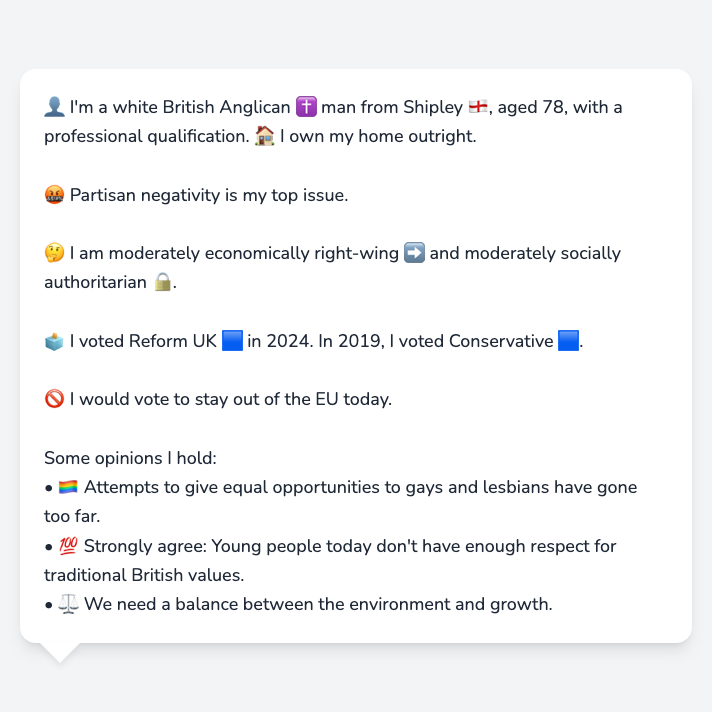 👤 I'm a white British Anglican ✝️ man from Shipley 🏴󠁧󠁢󠁥󠁮󠁧󠁿, aged 78, with a
professional qualification. 🏠 I own my home outright.
🤬 Partisan negativity is my top issue.
🤔 I am moderately economically right-wing ➡️ and moderately socially
authoritarian 🔒.
🗳️ I voted Reform UK 🟦 in 2024. In 2019, I voted Conservative 🟦.
🚫 I would vote to stay out of the EU today.
Some opinions I hold:
• 🏳️‍🌈 Attempts to give equal opportunities to gays and lesbians have gone
too far.
• 💯 Strongly agree: Young people today don't have enough respect for
traditional British values.
• ⚖️ We need a balance between the environment and growth.